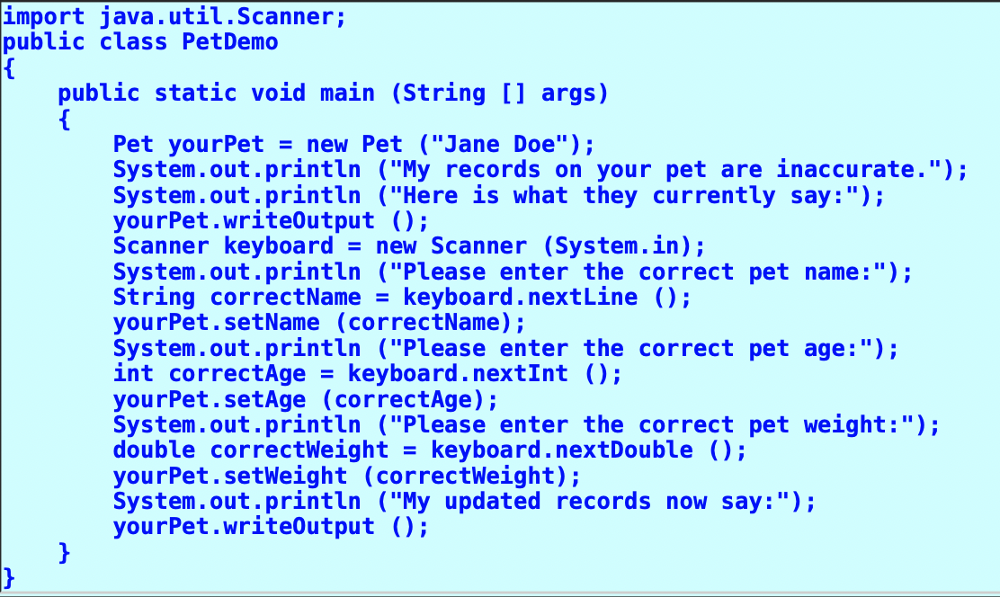 import java.util.Scanner;
public class PetDemo
{
    public static void main (String [] args)
    {
        Pet yourPet = new Pet ("Jane Doe");
        System.out.println ("My records on your pet are inaccurate.");
        System.out.println ("Here is what they currently say:");
        yourPet.writeOutput ();
        Scanner keyboard = new Scanner (System.in);
        System.out.println ("Please enter the correct pet name:");
        String correctName = keyboard.nextLine ();
        yourPet.setName (correctName);
        System.out.println ("Please enter the correct pet age:");
        int correctAge = keyboard.nextInt ();
        yourPet.setAge (correctAge);
        System.out.println ("Please enter the correct pet weight:");
        double correctWeight = keyboard.nextDouble ();
        yourPet.setWeight (correctWeight);
        System.out.println ("My updated records now say:");
        yourPet.writeOutput ();
    }
}